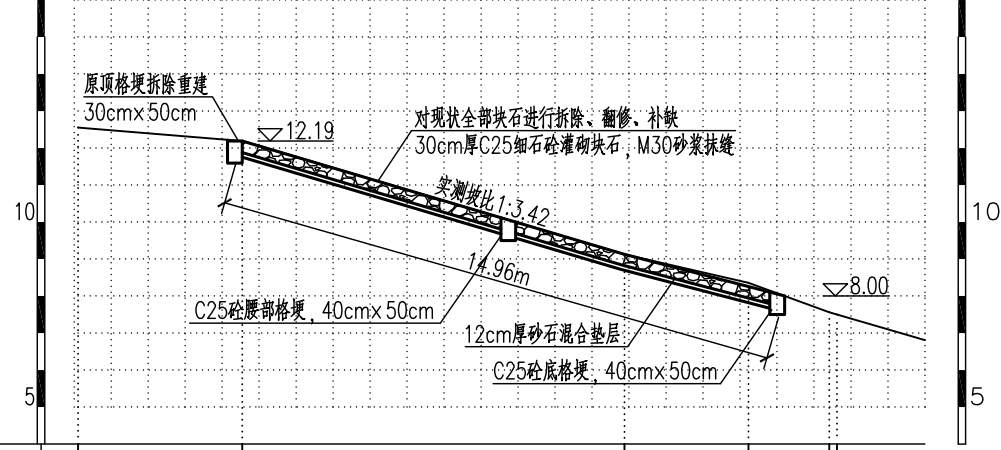 原顶格埂拆除重建
30cm×50cm
12.19
对现状全部块石进行拆除、翻修、补缺
30cm厚C25细石砼灌砌块石，M30砂浆抹缝
实测坡比1:3.42
10
10
14.96m
8.00
C25砼腰部格埂，40cm×50cm
12cm厚砂石混合垫层
C25砼底格埂，40cm×50cm
5
5